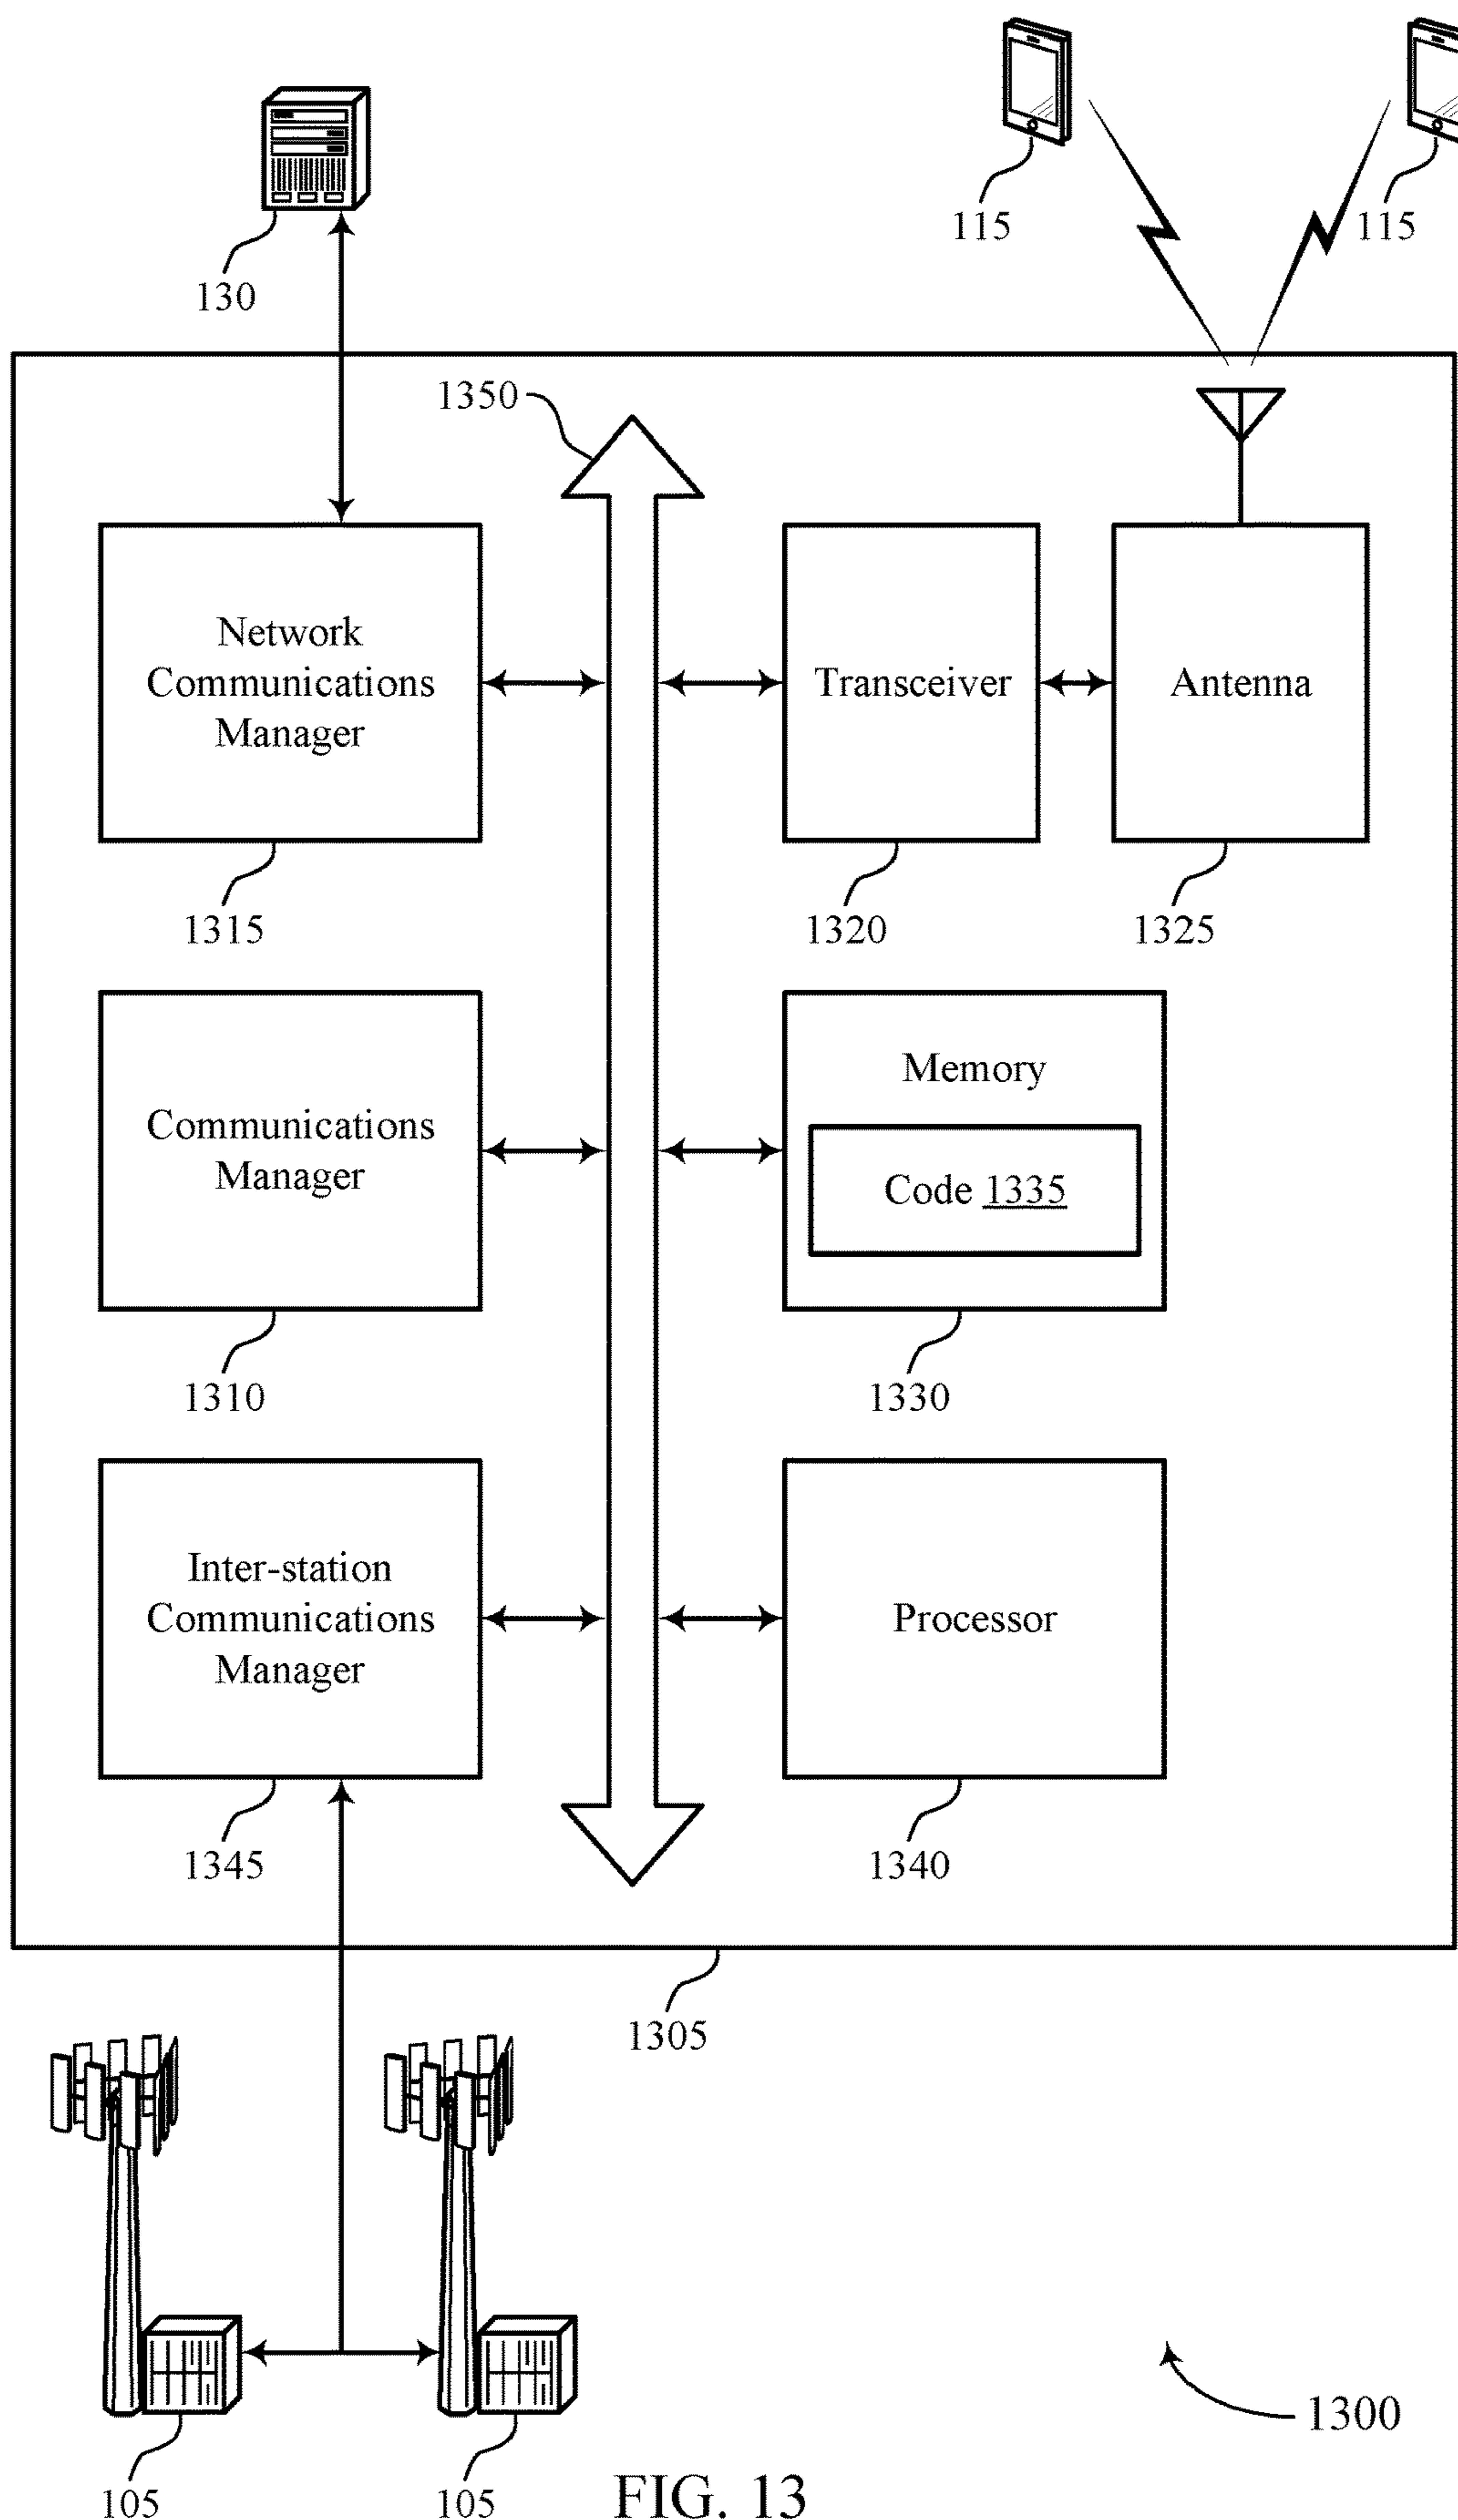 115
115
130
1350
Network
Communications
Manager
Transceiver
Antenna
1315
1320
1325
Communications
Manager
Memory
Code 1335
1310
1330
Inter-station
Communications
Manager
Processor
1345
1340
1305
1300
105
105
FIG. 13